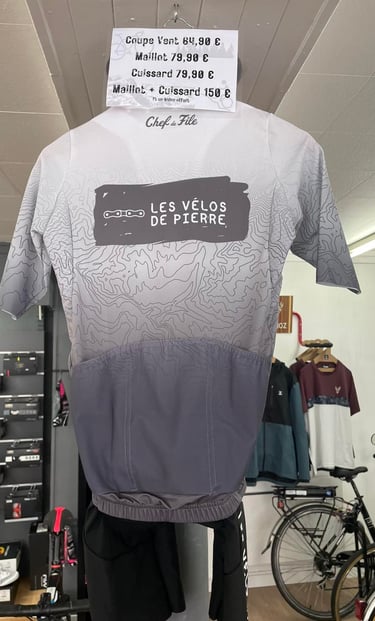 Coupe Vent 64,90 €
Maillot 79,90 €
Cuissard 79,90 €
Maillot + Cuissard 150 €
Chef de File
LES VÉLOS
DE PIERRE